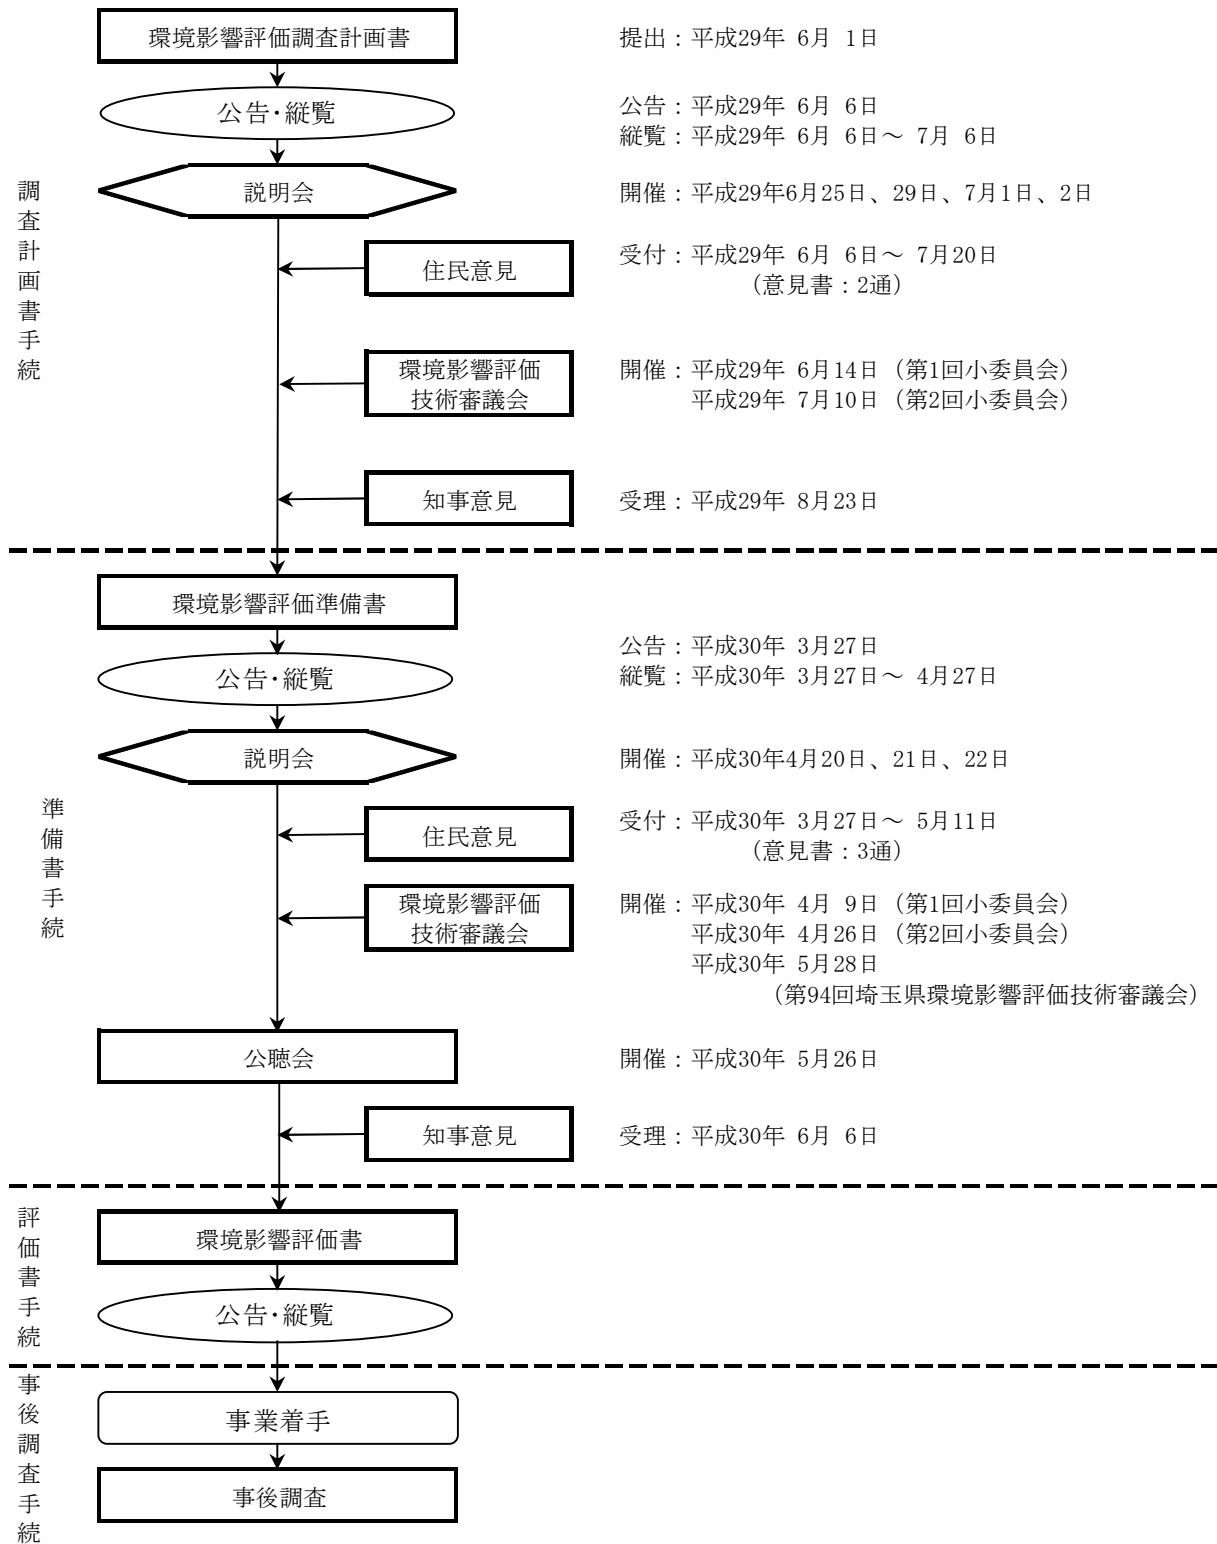 環境影響評価調査計画書
提出：平成29年 6月 1日
公告・縦覧
公告：平成29年 6月 6日
縦覧：平成29年 6月 6日～ 7月 6日
説明会
開催：平成29年6月25日、29日、7月1日、2日
調査計画書手続
住民意見
受付：平成29年 6月 6日～ 7月20日
（意見書：2通）
環境影響評価
技術審議会
開催：平成29年 6月14日（第1回小委員会）
平成29年 7月10日（第2回小委員会）
知事意見
受理：平成29年 8月23日
環境影響評価準備書
公告・縦覧
公告：平成30年 3月27日
縦覧：平成30年 3月27日～ 4月27日
説明会
開催：平成30年4月20日、21日、22日
準備書手続
住民意見
受付：平成30年 3月27日～ 5月11日
（意見書：3通）
環境影響評価
技術審議会
開催：平成30年 4月 9日（第1回小委員会）
平成30年 4月26日（第2回小委員会）
平成30年 5月28日
（第94回埼玉県環境影響評価技術審議会）
公聴会
開催：平成30年 5月26日
知事意見
受理：平成30年 6月 6日
評価書手続
環境影響評価書
公告・縦覧
事後調査手続
事業着手
事後調査